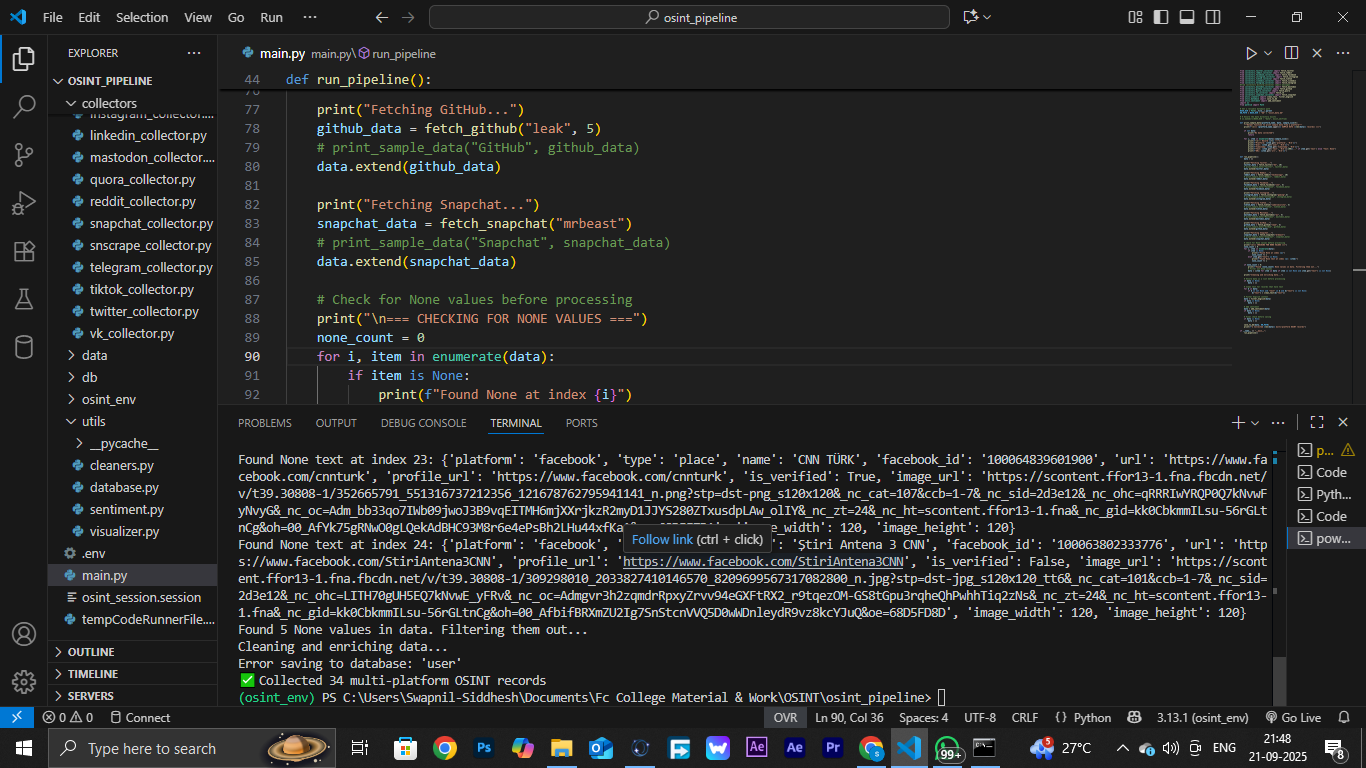 File Edit Selection View Go Run ··· osint_pipeline
EXPLORER ···
OSINT_PIPELINE
collectors
instagram_collector.py
linkedin_collector.py
mastodon_collector....
quora_collector.py
reddit_collector.py
snapchat_collector.py
snscrape_collector.py
telegram_collector.py
tiktok_collector.py
twitter_collector.py
vk_collector.py
data
db
osint_env
utils
__pycache__
cleaners.py
database.py
sentiment.py
visualizer.py
.env
main.py
osint_session.session
tempCodeRunnerFile....
OUTLINE
TIMELINE
SERVERS
main.py main.py\ run_pipeline
44 def run_pipeline():
76
77 print("Fetching GitHub...")
78 github_data = fetch_github("leak", 5)
79 # print_sample_data("GitHub", github_data)
80 data.extend(github_data)
81
82 print("Fetching Snapchat...")
83 snapchat_data = fetch_snapchat("mrbeast")
84 # print_sample_data("Snapchat", snapchat_data)
85 data.extend(snapchat_data)
86
87 # Check for None values before processing
88 print("\n=== CHECKING FOR NONE VALUES ===")
89 none_count = 0
90 for i, item in enumerate(data):
91 if item is None:
92 print(f"Found None at index {i}")
PROBLEMS OUTPUT DEBUG CONSOLE TERMINAL PORTS
Found None text at index 23: {'platform': 'facebook', 'type': 'place', 'name': 'CNN TÜRK', 'facebook_id': '100064839601900', 'url': 'https://www.fa
cebook.com/cnnturk', 'profile_url': 'https://www.facebook.com/cnnturk', 'is_verified': True, 'image_url': 'https://scontent.ffor13-1.fna.fbcdn.net/
v/t39.30808-1/352665791_551316737212356_121678762795941141_n.png?stp=dst-png_s120x120&_nc_cat=107&ccb=1-7&_nc_sid=2d3e12&_nc_ohc=qRRRIwYRQP0Q7kNvwF
yNvyG&_nc_oc=Adm_bb33qo7IWb09jwoJ3B9vqEITMH6mjXXrjkzR2myD1JJYS280ZTxusdpLAw_olIY&_nc_zt=24&_nc_ht=scontent.ffor13-1.fna&_nc_gid=kk0CbkmmILsu-56rGLt
nCg&oh=00_AfYk75gRNwO0gLQekAdBHC93M8r6e4ePsBh2LHu44xfKa _width': 120, 'image_height': 120}
Follow link (ctrl + click)
Found None text at index 24: {'platform': 'facebook', 'Știri Antena 3 CNN', 'facebook_id': '100063802333776', 'url': 'http
s://www.facebook.com/StiriAntena3CNN', 'profile_url': 'https://www.facebook.com/StiriAntena3CNN', 'is_verified': False, 'image_url': 'https://scont
ent.ffor13-1.fna.fbcdn.net/v/t39.30808-1/309298010_2033827410146570_8209699567317082800_n.jpg?stp=dst-jpg_s120x120_tt6&_nc_cat=101&ccb=1-7&_nc_sid=
2d3e12&_nc_ohc=LITH70gUH5EQ7kNvwE_yFRv&_nc_oc=Admgvr3h2zqmdrRpxyZrvv94eGXFtRX2_r9tqezOM-GS8tGpu3rqheQhPwhhTiq2zNs&_nc_zt=24&_nc_ht=scontent.ffor13-
1.fna&_nc_gid=kk0CbkmmILsu-56rGLtnCg&oh=00_AfbifBRXmZU2Ig7SnStcnVVQ5D0wWDnleydR9vz8kcYJuQ&oe=68D5FD8D', 'image_width': 120, 'image_height': 120}
Found 5 None values in data. Filtering them out...
Cleaning and enriching data...
Error saving to database: 'user'
✅ Collected 34 multi-platform OSINT records
(osint_env) PS C:\Users\Swapnil-Siddhesh\Documents\Fc College Material & Work\OSINT\osint_pipeline>
p...
Code
Pyth...
Code
pow...
0 0 Connect OVR Ln 90, Col 36 Spaces: 4 UTF-8 CRLF {} Python 3.13.1 (osint_env) Go Live
Type here to search Ps Ae Ae Pr 99+ 5 27°C ENG 21:48
21-09-2025 8